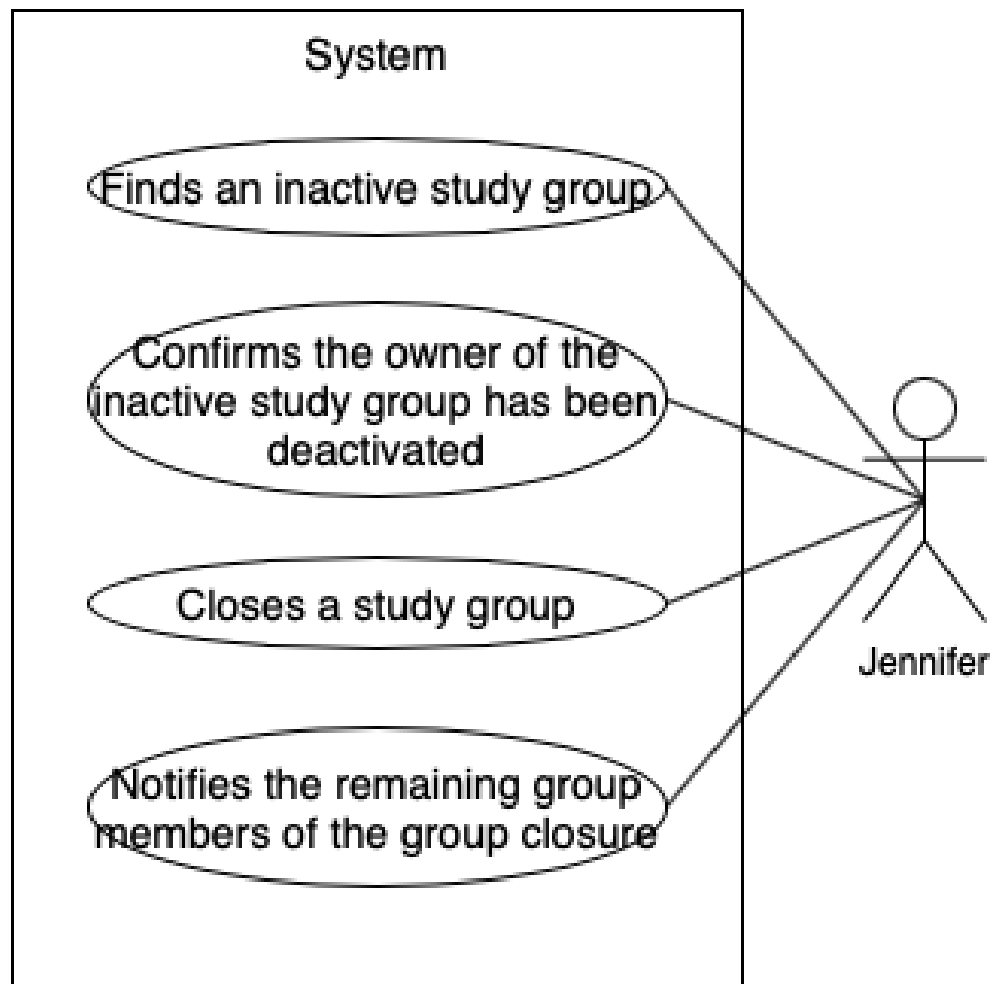 System
Finds an inactive study group
Confirms the owner of the
inactive study group has been
deactivated
Closes a study group
Jennifer
Notifies the remaining group
members of the group closure